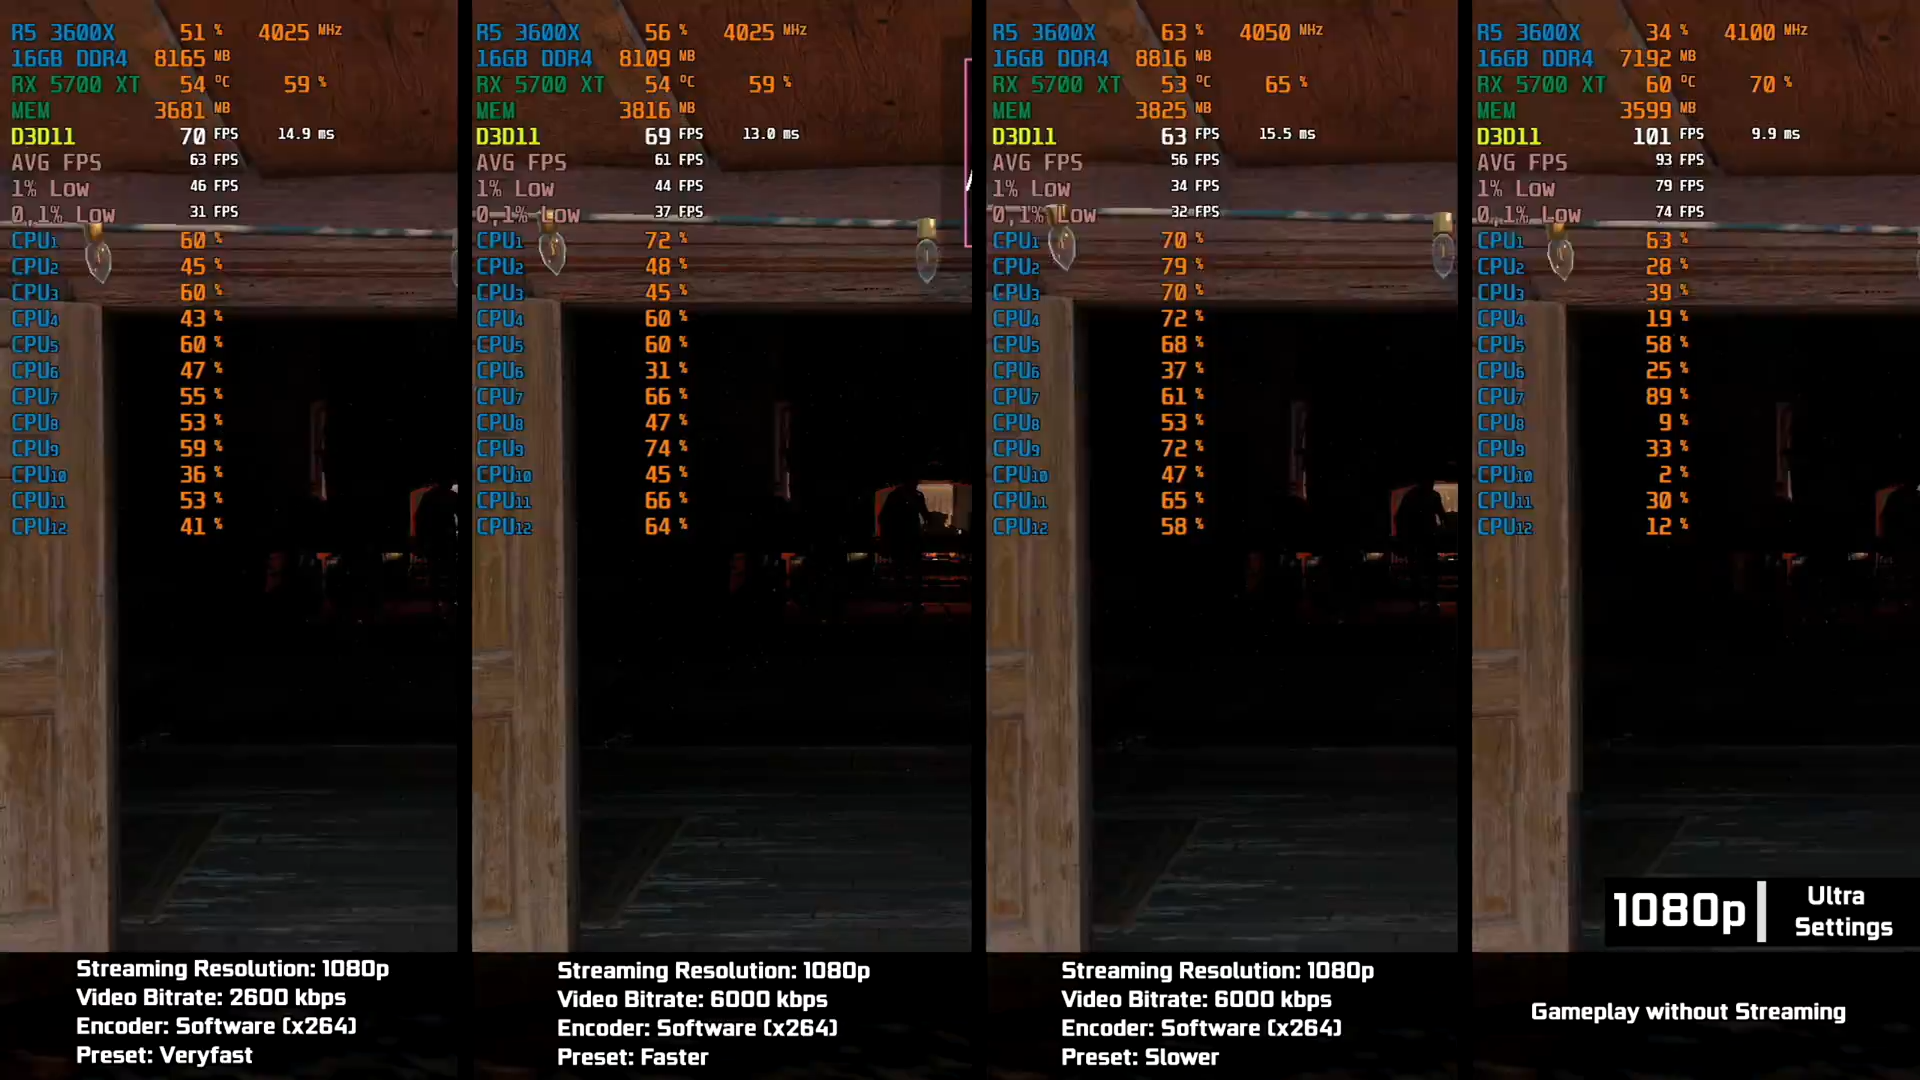 R5 3600X 51 % 4025 MHz
16GB DDR4 8165 MB
RX 5700 XT 54 °C 59 %
MEM 3681 MB
D3D11 70 FPS 14.9 ms
AVG FPS 63 FPS
1% Low 46 FPS
0,1% Low 31 FPS
CPU1 60 %
CPU2 45 %
CPU3 60 %
CPU4 43 %
CPU5 60 %
CPU6 47 %
CPU7 55 %
CPU8 53 %
CPU9 59 %
CPU10 36 %
CPU11 53 %
CPU12 41 %
Streaming Resolution: 1080p
Video Bitrate: 2600 kbps
Encoder: Software (x264)
Preset: Veryfast
R5 3600X 56 % 4025 MHz
16GB DDR4 8109 MB
RX 5700 XT 54 °C 59 %
MEM 3816 MB
D3D11 69 FPS 13.0 ms
AVG FPS 61 FPS
1% Low 44 FPS
0,1% Low 37 FPS
CPU1 72 %
CPU2 48 %
CPU3 45 %
CPU4 60 %
CPU5 60 %
CPU6 31 %
CPU7 66 %
CPU8 47 %
CPU9 74 %
CPU10 45 %
CPU11 66 %
CPU12 64 %
Streaming Resolution: 1080p
Video Bitrate: 6000 kbps
Encoder: Software (x264)
Preset: Faster
R5 3600X 63 % 4050 MHz
16GB DDR4 8816 MB
RX 5700 XT 53 °C 65 %
MEM 3825 MB
D3D11 63 FPS 15.5 ms
AVG FPS 56 FPS
1% Low 34 FPS
0,1% Low 32 FPS
CPU1 70 %
CPU2 79 %
CPU3 70 %
CPU4 72 %
CPU5 68 %
CPU6 37 %
CPU7 61 %
CPU8 53 %
CPU9 72 %
CPU10 47 %
CPU11 65 %
CPU12 58 %
Streaming Resolution: 1080p
Video Bitrate: 6000 kbps
Encoder: Software (x264)
Preset: Slower
R5 3600X 34 % 4100 MHz
16GB DDR4 7192 MB
RX 5700 XT 60 °C 70 %
MEM 3599 MB
D3D11 101 FPS 9.9 ms
AVG FPS 93 FPS
1% Low 79 FPS
0,1% Low 74 FPS
CPU1 63 %
CPU2 28 %
CPU3 39 %
CPU4 19 %
CPU5 58 %
CPU6 25 %
CPU7 89 %
CPU8 9 %
CPU9 33 %
CPU10 2 %
CPU11 30 %
CPU12 12 %
1080p
Ultra
Settings
Gameplay without Streaming